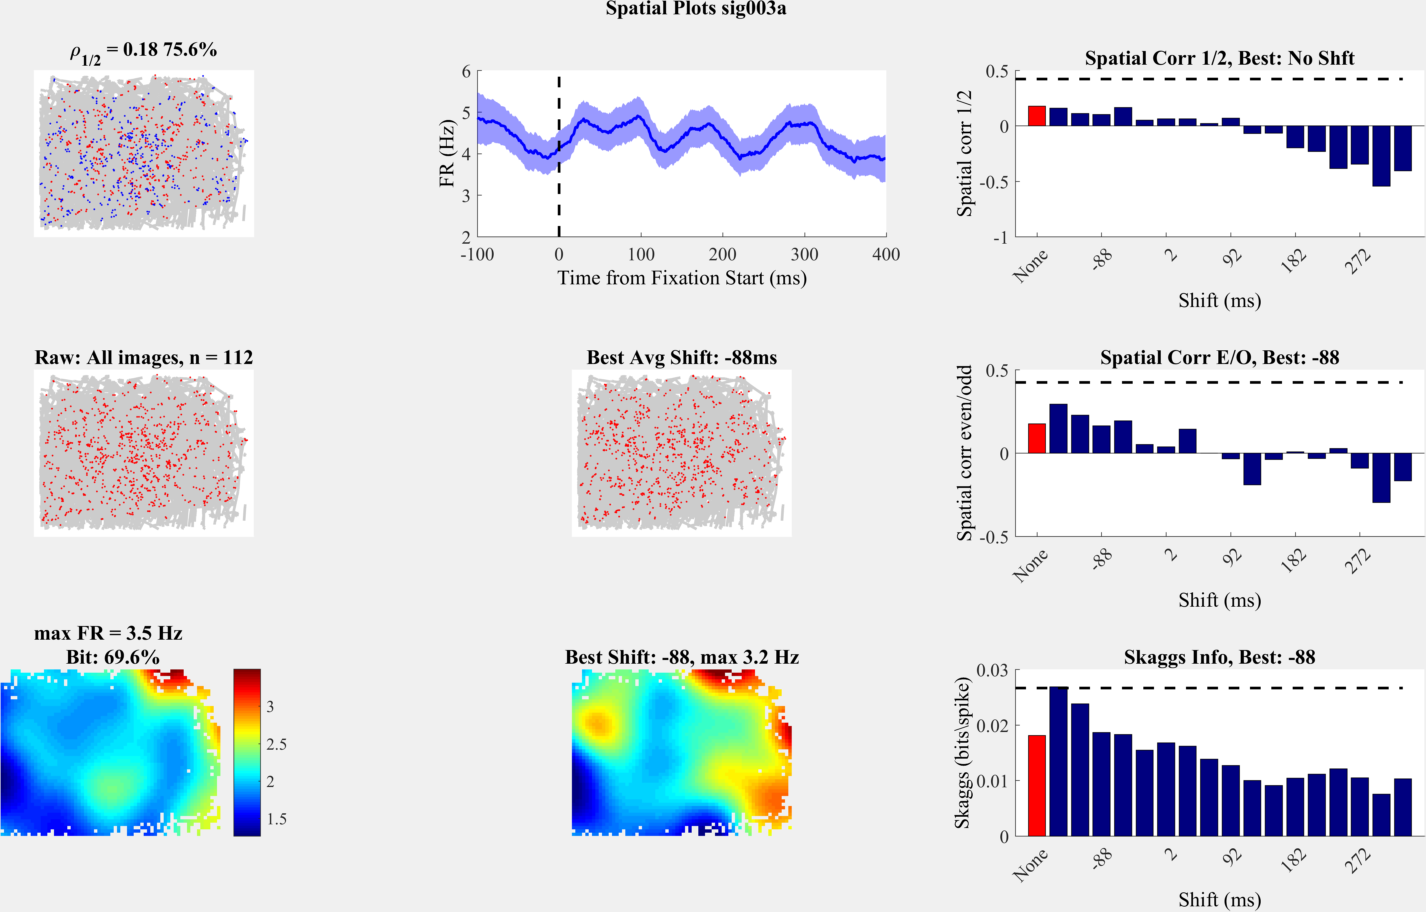 Spatial Plots sig003a
ρ1/2 = 0.18 75.6%
6
5
4
3
2
FR (Hz)
-100 0 100 200 300 400
Time from Fixation Start (ms)
Spatial Corr 1/2, Best: No Shft
0.5
0
-0.5
-1
Spatial corr 1/2
None -88 2 92 182 272
Shift (ms)
Raw: All images, n = 112
Best Avg Shift: -88ms
Spatial Corr E/O, Best: -88
0.5
0
-0.5
Spatial corr even/odd
None -88 2 92 182 272
Shift (ms)
max FR = 3.5 Hz
Bit: 69.6%
3
2.5
2
1.5
Best Shift: -88, max 3.2 Hz
Skaggs Info, Best: -88
0.03
0.02
0.01
0
Skaggs (bits\spike)
None -88 2 92 182 272
Shift (ms)